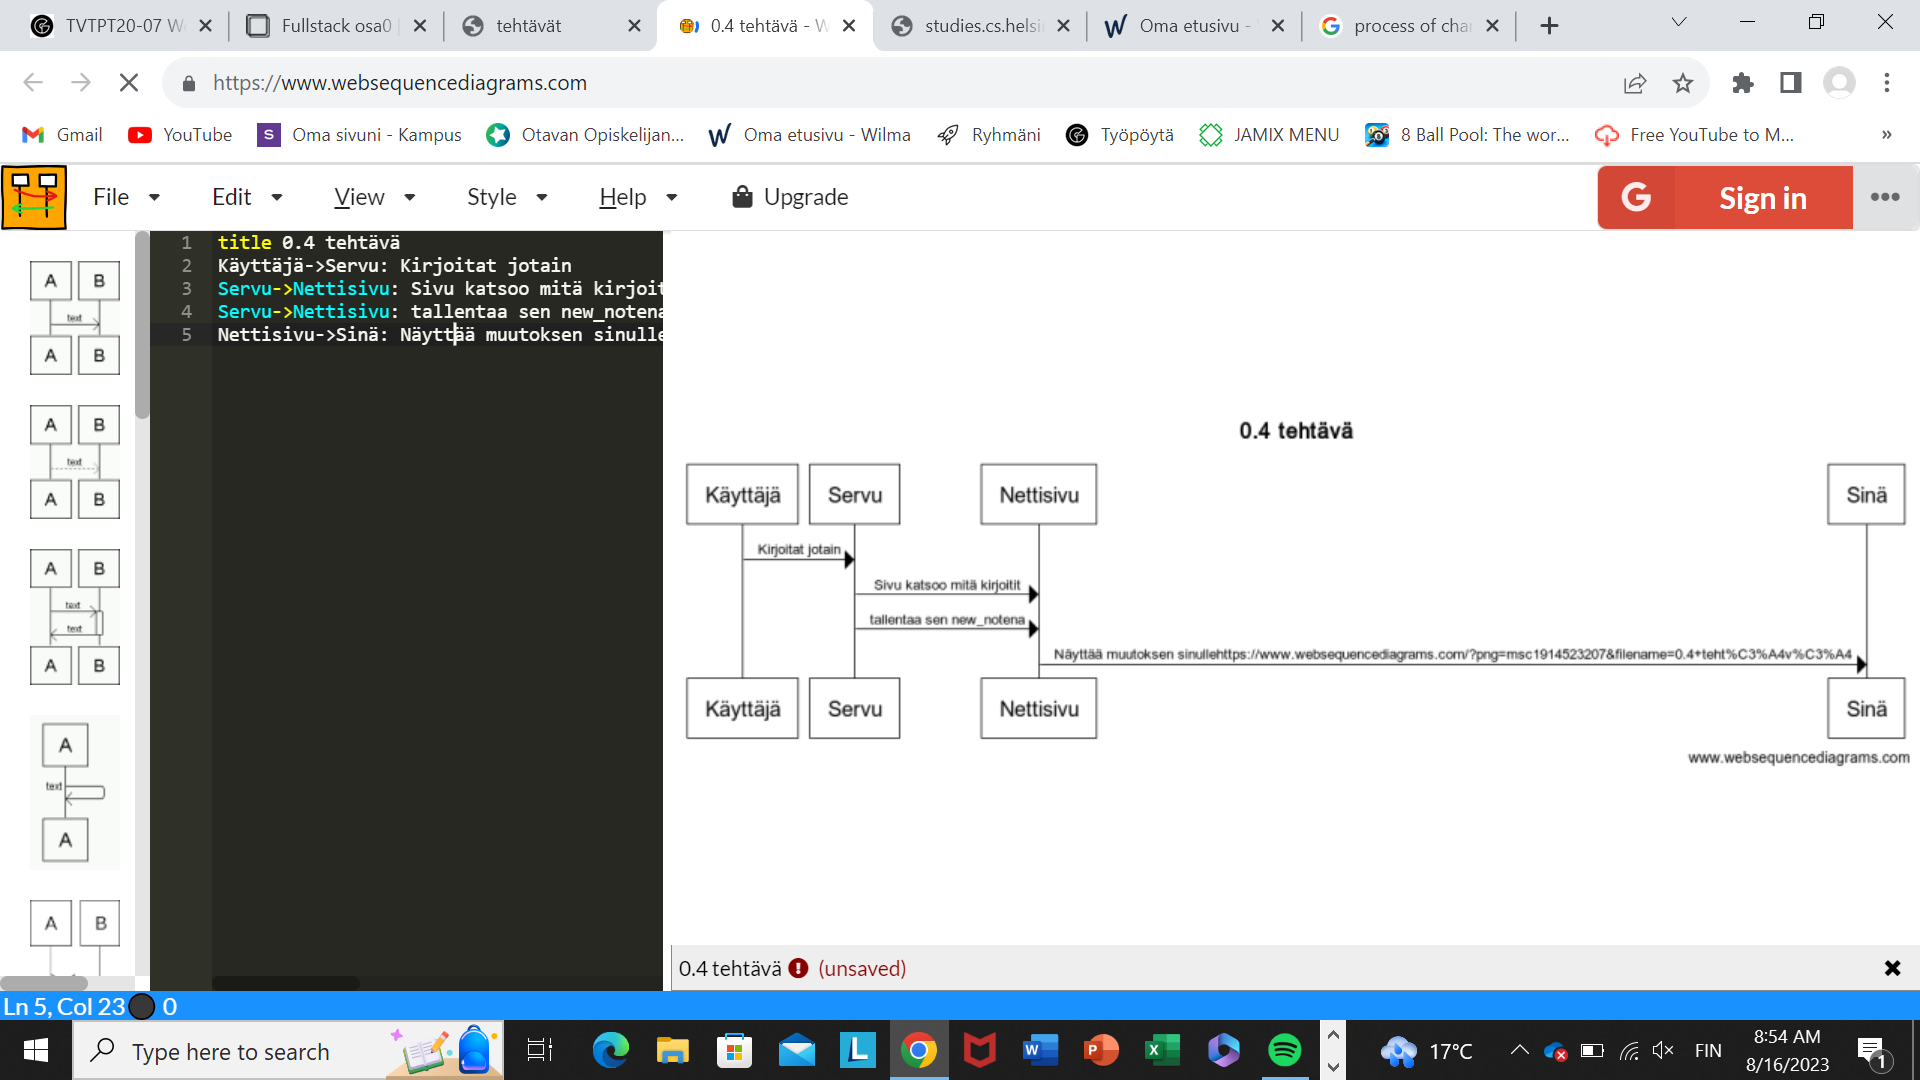 TVTPT20-07 We
Fullstack osa0 |
tehtävät
0.4 tehtävä - W
studies.cs.helsi
Oma etusivu -
process of cha
https://www.websequencediagrams.com
Gmail
YouTube
S Oma sivuni - Kampus
Otavan Opiskelijan...
Oma etusivu - Wilma
Ryhmäni
Työpöytä
JAMIX MENU
8 Ball Pool: The wor...
Free YouTube to M...
»
File
Edit
View
Style
Help
Upgrade
G Sign in
1 title 0.4 tehtävä
2 Käyttäjä->Servu: Kirjoitat jotain
3 Servu->Nettisivu: Sivu katsoo mitä kirjoit
4 Servu->Nettisivu: tallentaa sen new_notena
5 Nettisivu->Sinä: Näyttää muutoksen sinulle
A B
text
A B
A B
text
A B
A B
text
text
A B
A
text
A
A B
0.4 tehtävä
Käyttäjä Servu Nettisivu Sinä
Kirjoitat jotain
Sivu katsoo mitä kirjoitit
tallentaa sen new_notena
Näyttää muutoksen sinullehttps://www.websequencediagrams.com/?png=msc1914523207&filename=0.4+teht%C3%A4v%C3%A4
Käyttäjä Servu Nettisivu Sinä
www.websequencediagrams.com
0.4 tehtävä (unsaved)
Ln 5, Col 23 0
Type here to search
17°C
FIN
8:54 AM
8/16/2023
1